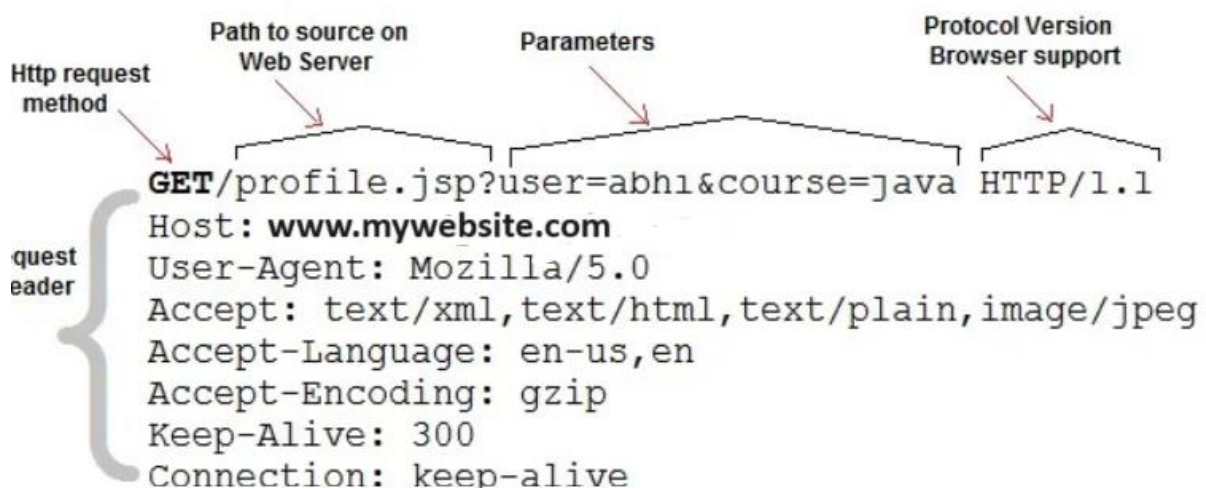 Path to source on
Web Server
Parameters
Protocol Version
Browser support
Http request
method
GET/profile.jsp?user=abhi&course=java HTTP/1.1
Host: www.mywebsite.com
User-Agent: Mozilla/5.0
Accept: text/xml,text/html,text/plain,image/jpeg
quest
eader
Accept-Language: en-us,en
Accept-Encoding: gzip
Keep-Alive: 300
Connection: keep-alive